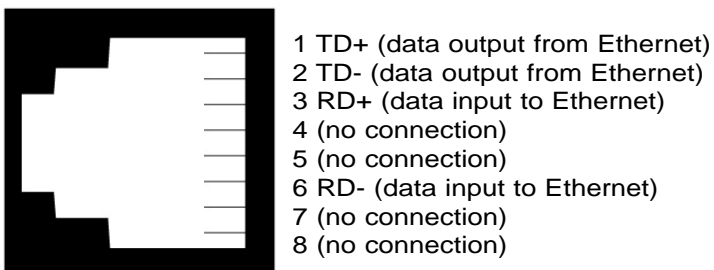 1 TD+ (data output from Ethernet)
2 TD- (data output from Ethernet)
3 RD+ (data input to Ethernet)
4 (no connection)
5 (no connection)
6 RD- (data input to Ethernet)
7 (no connection)
8 (no connection)